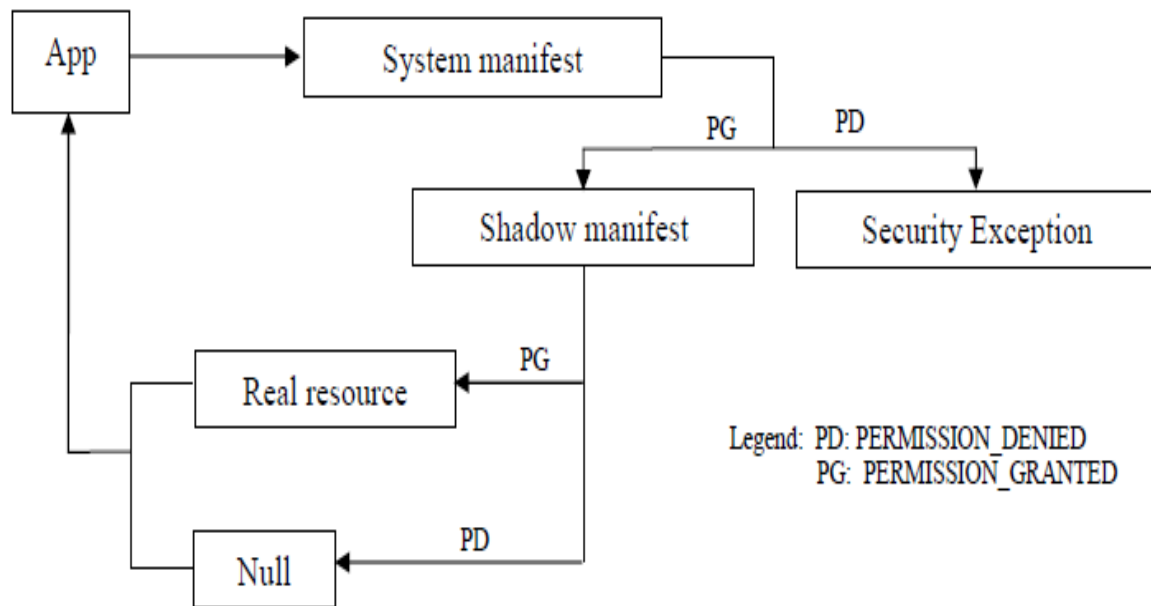 App
System manifest
PG
PD
Shadow manifest
Security Exception
Real resource
PG
Legend: PD: PERMISSION_DENIED
PG: PERMISSION_GRANTED
Null
PD